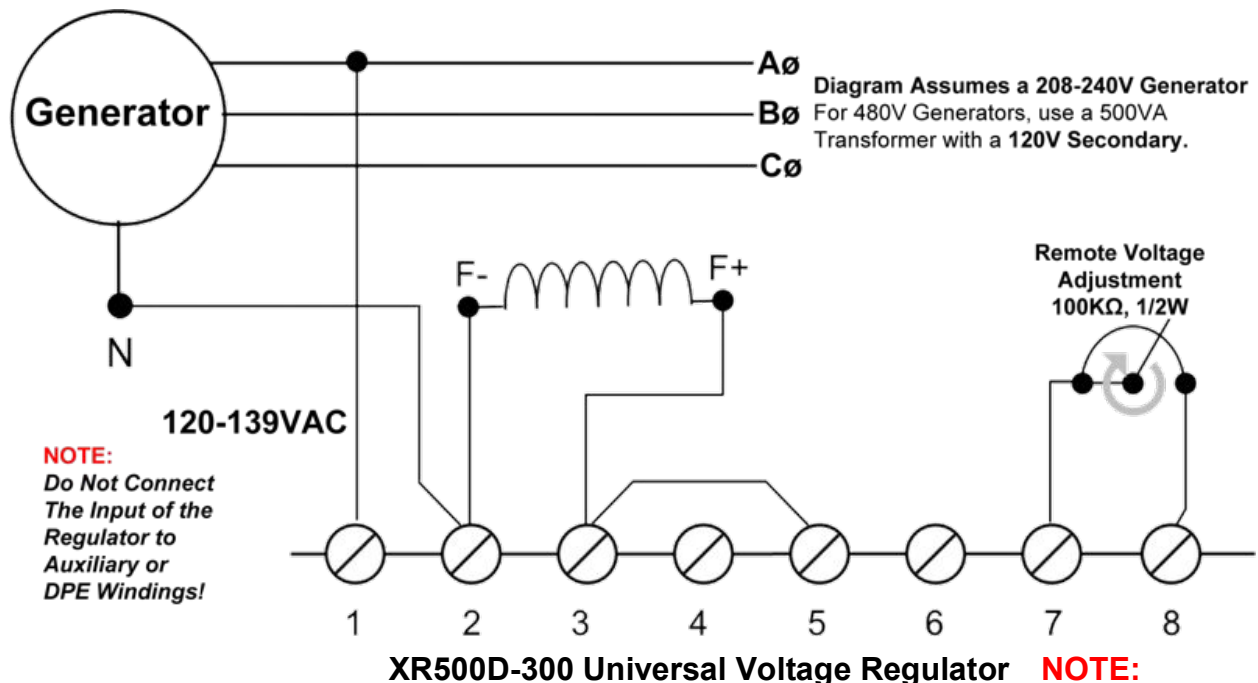 Generator
Aø
Bø
Cø
Diagram Assumes a 208-240V Generator
For 480V Generators, use a 500VA
Transformer with a 120V Secondary.
F-
F+
Remote Voltage
Adjustment
100KΩ, 1/2W
N
120-139VAC
NOTE:
Do Not Connect
The Input of the
Regulator to
Auxiliary or
DPE Windings!
1 2 3 4 5 6 7 8
XR500D-300 Universal Voltage Regulator NOTE: